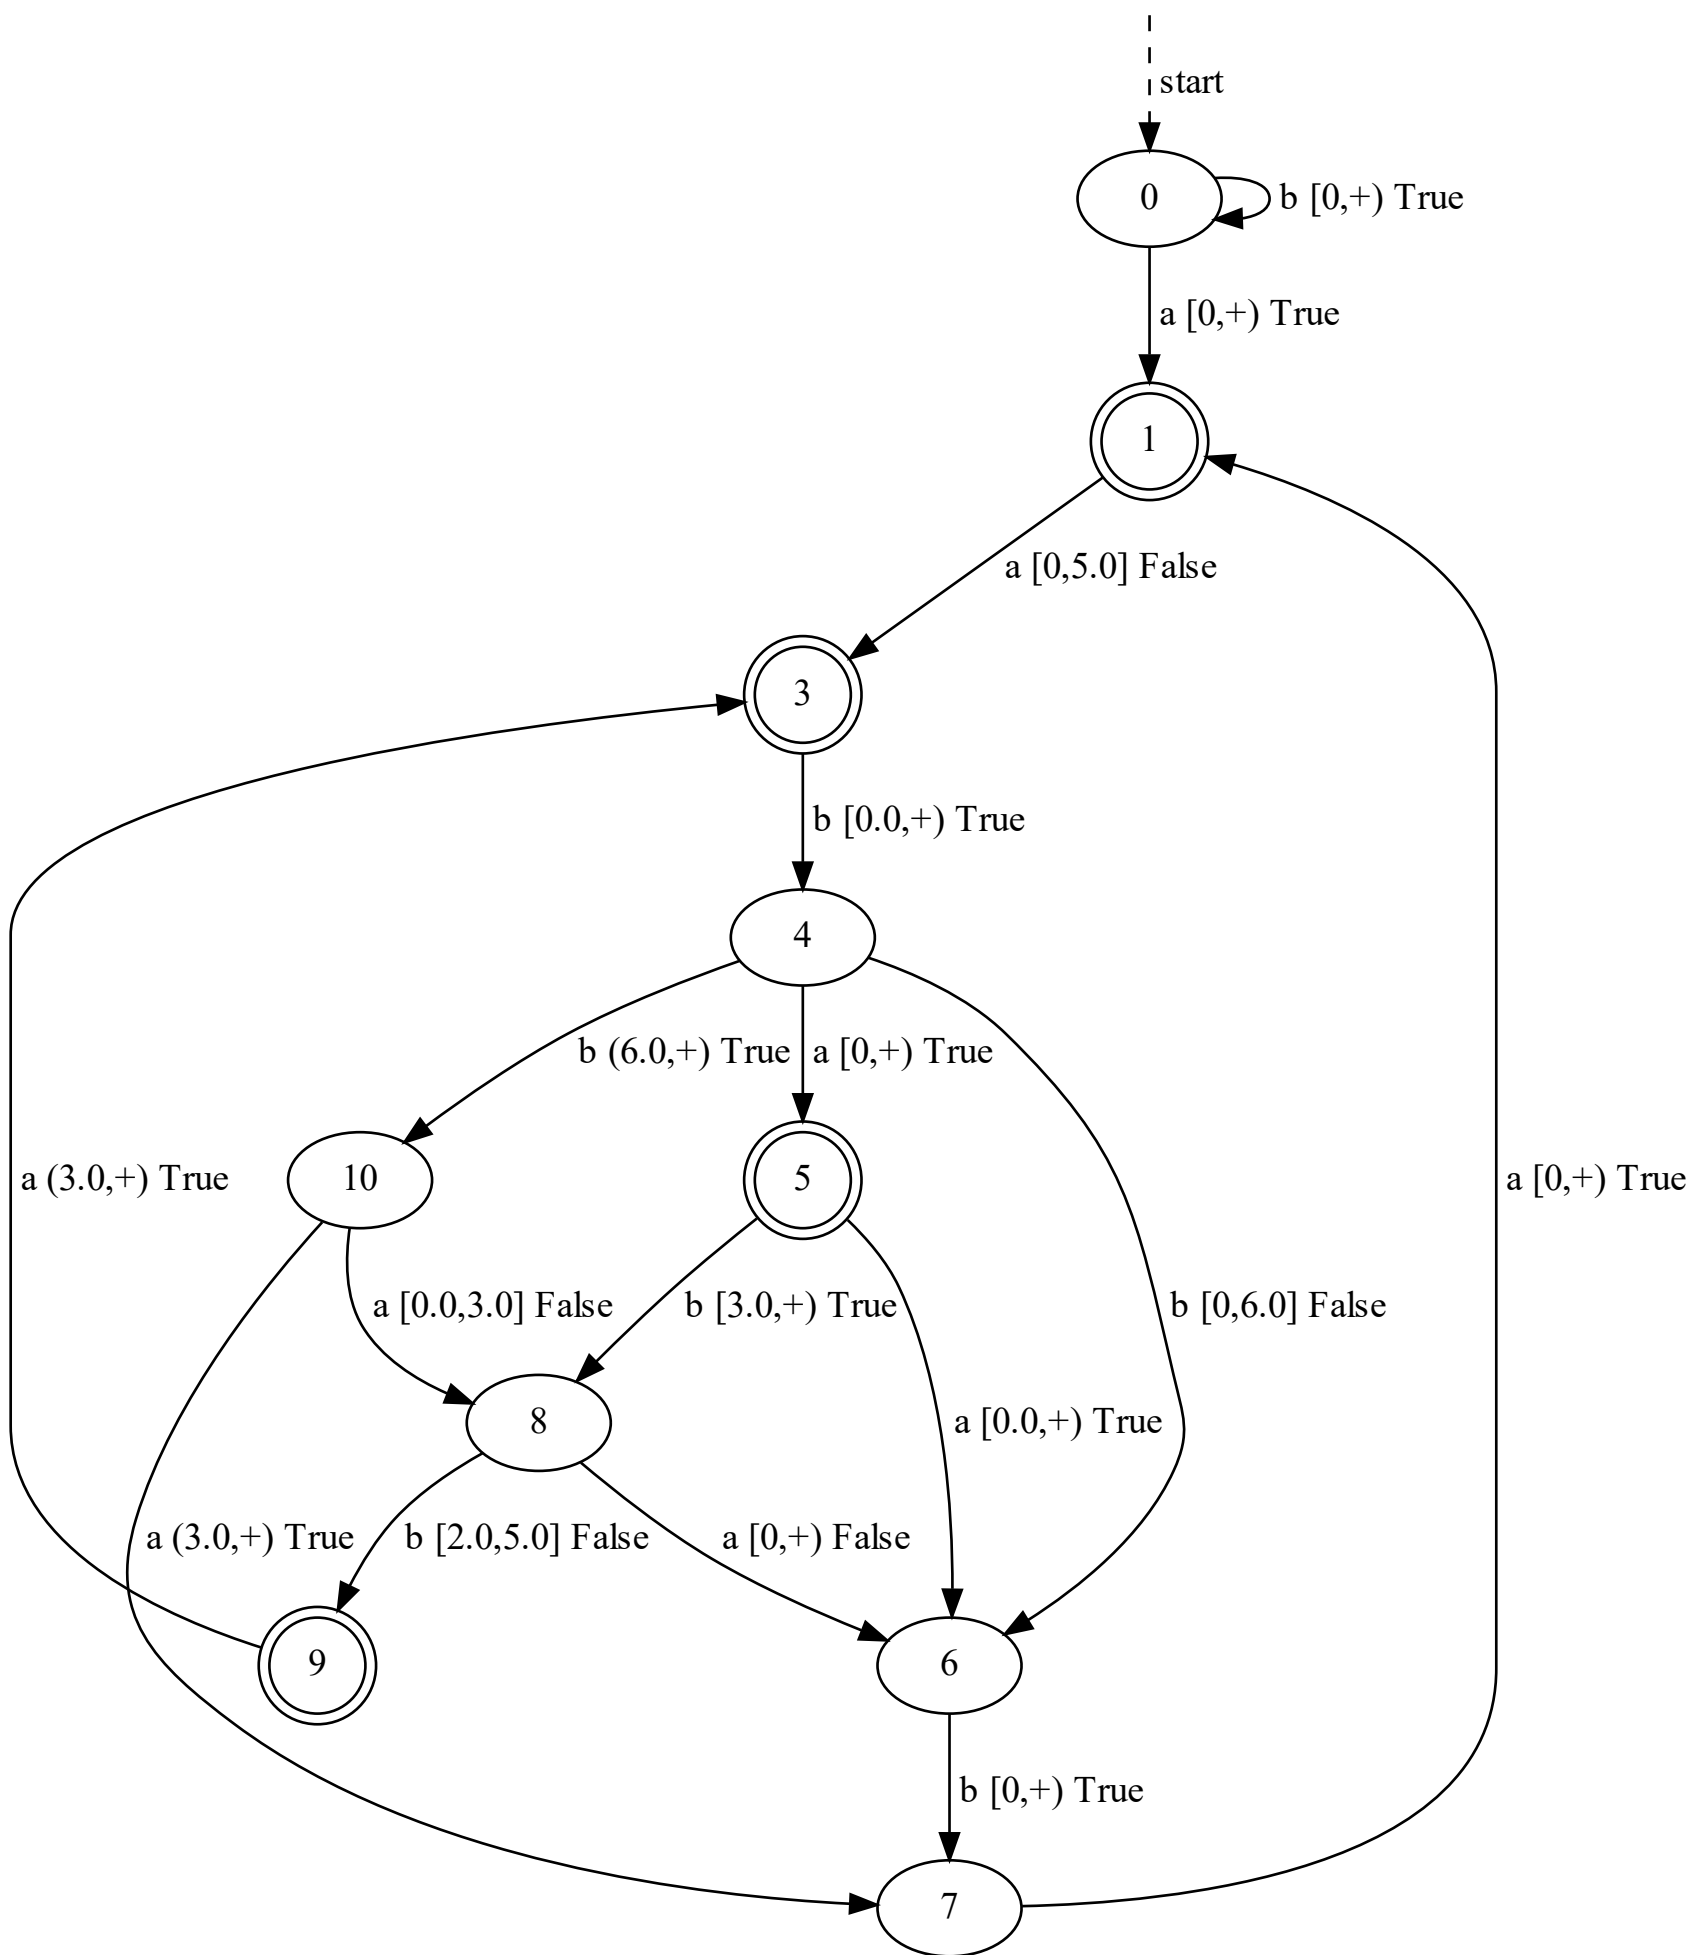 start
0
b [0,+) True
a [0,+) True
1
a [0,5.0] False
3
b [0.0,+) True
4
b (6.0,+) True
a [0,+) True
a (3.0,+) True
10
5
a [0,+) True
a [0.0,3.0] False
b [3.0,+) True
b [0,6.0] False
8
a [0.0,+) True
a (3.0,+) True
b [2.0,5.0] False
a [0,+) False
9
6
b [0,+) True
7